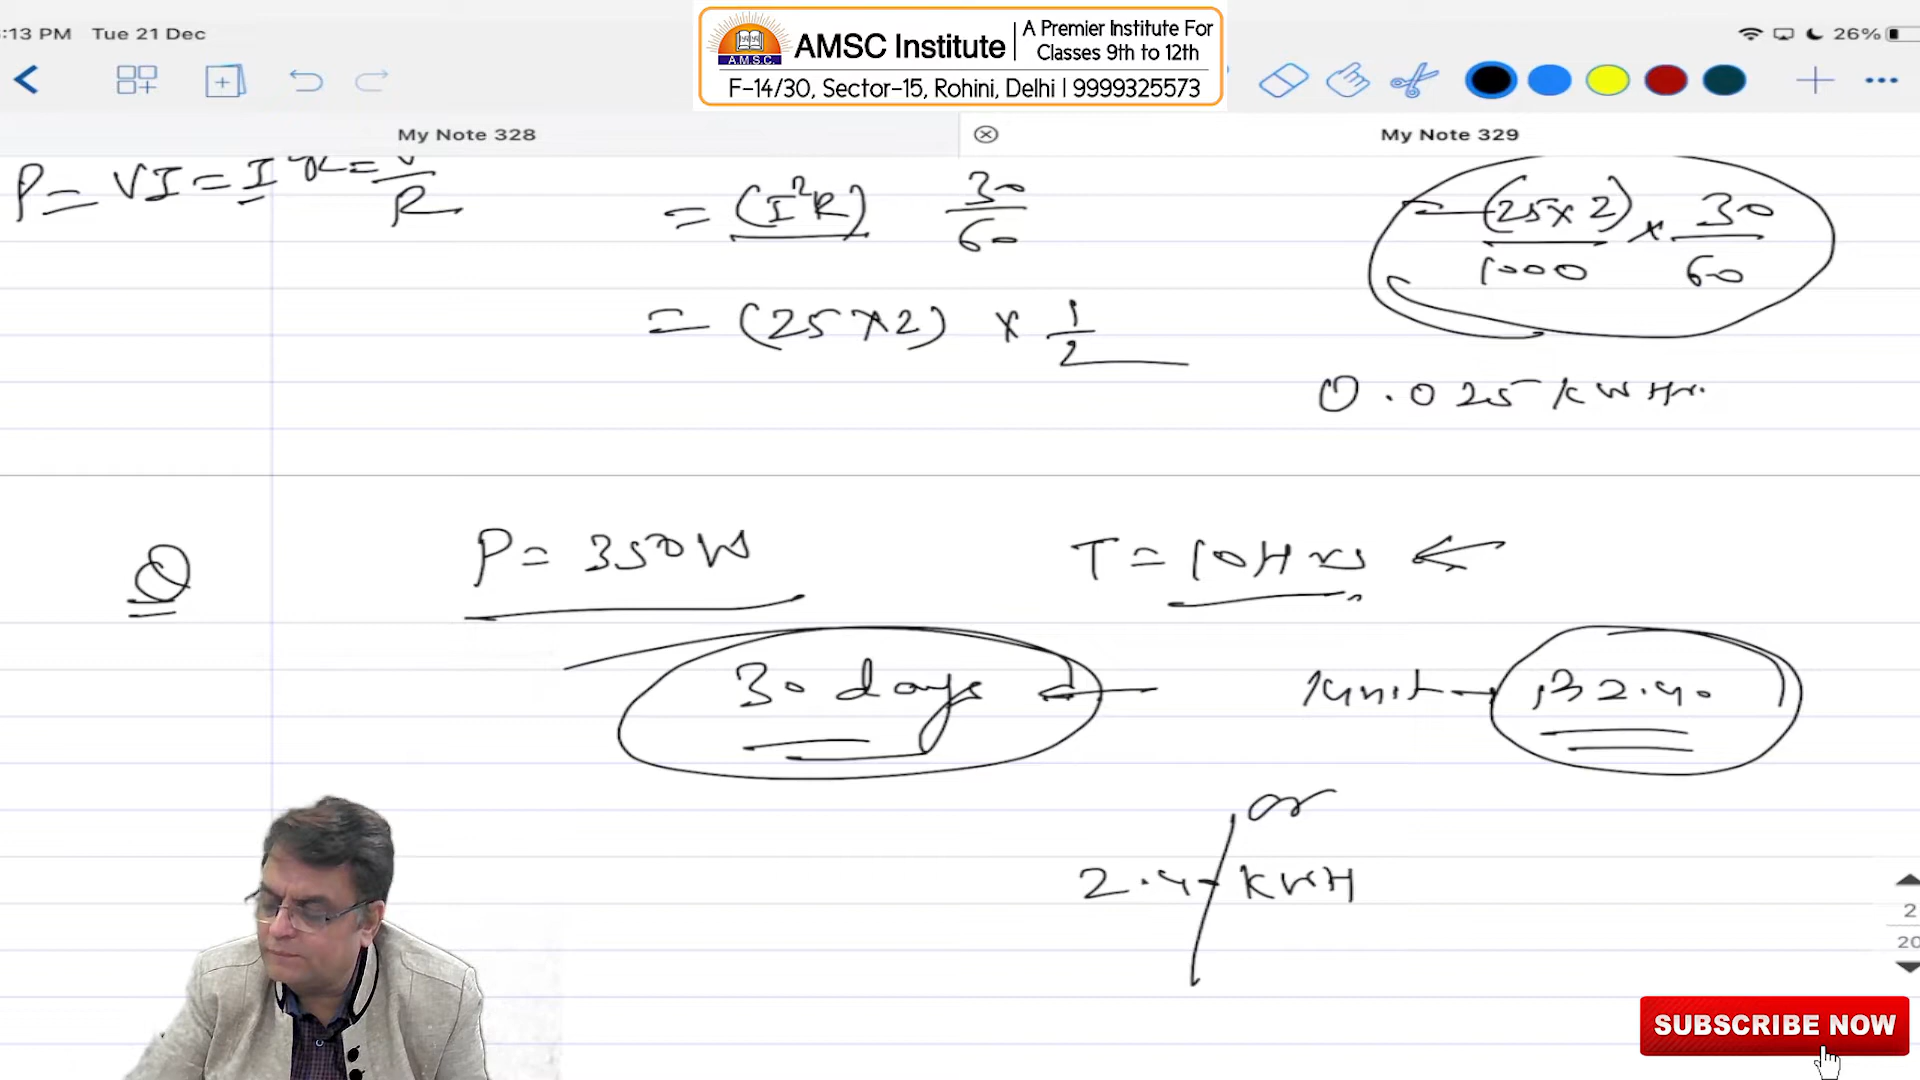 :13 PM Tue 21 Dec
26%
A.M.S.C.
AMSC Institute
A Premier Institute For
Classes 9th to 12th
F-14/30, Sector-15, Rohini, Delhi | 9999325573
My Note 328
My Note 329
P = VI = I²R = V / R
= (I²R) 30/60
= (25×2)/1000 × 30/60
= (25×2) × 1/2
0.025 KWHr.
Q
P = 350W
T = 10Hrs
30 days
1unit → 2.40
or
2.4 / KWH
2
20
SUBSCRIBE NOW